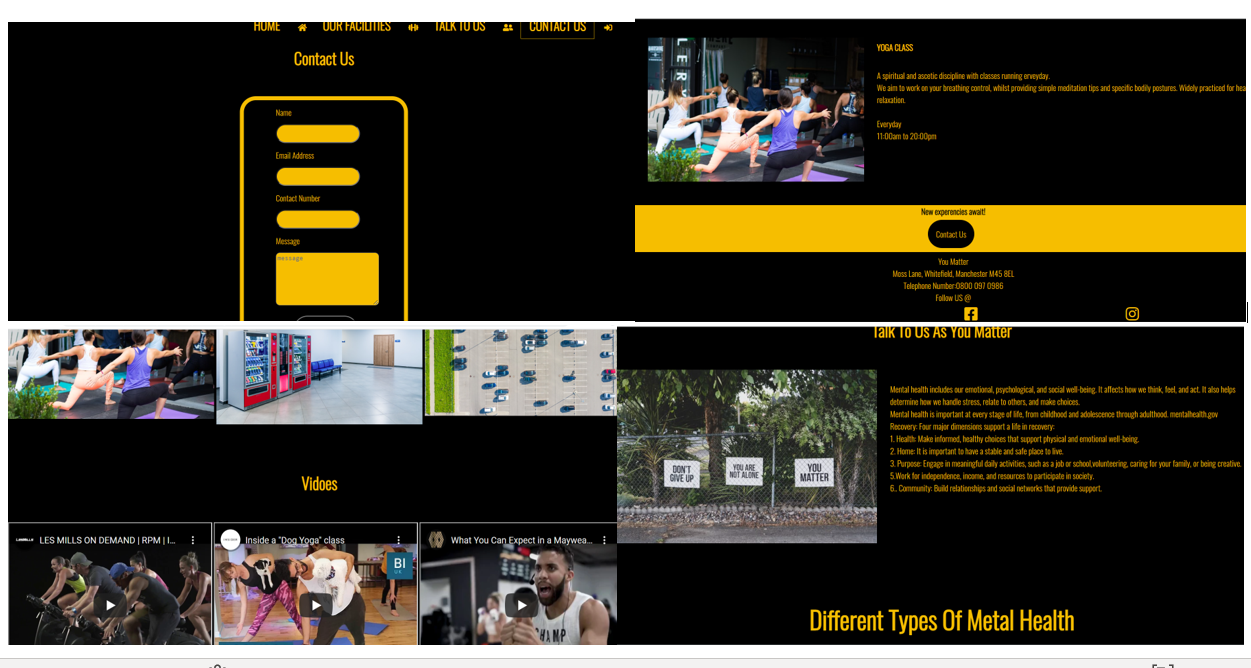 HOME OUR FACILITIES TALK TO US CONTACT US
Contact Us
Name
Email Address
Contact Number
Message
message
YOGA CLASS
A spiritual and ascetic discipline with classes running erveyday.
We aim to work on your breathing control, whilst providing simple meditation tips and specific bodily postures. Widely practiced for hea
relaxation.
Everyday
11:00am to 20:00pm
New experencies await!
Contact Us
You Matter
Moss Lane, Whitefield, Manchester M45 8EL
Telephone Number:0800 097 0986
Follow US @
Vidoes
LES MILLS ON DEMAND | RPM | I...
Inside a "Dog Yoga" class
What You Can Expect in a Maywea...
BI
CHAMP
Talk To Us As You Matter
DON'T
GIVE UP
YOU ARE
NOT ALONE
YOU
MATTER
Mental health includes our emotional, psychological, and social well-being. It affects how we think, feel, and act. It also helps
determine how we handle stress, relate to others, and make choices.
Mental health is important at every stage of life, from childhood and adolescence through adulthood. mentalhealth.gov
Recovery: Four major dimensions support a life in recovery:
1. Health: Make informed, healthy choices that support physical and emotional well-being.
2. Home: It is important to have a stable and safe place to live.
3. Purpose: Engage in meaningful daily activities, such as a job or school,volunteering, caring for your family, or being creative.
5.Work for independence, income, and resources to participate in society.
6.. Community: Build relationships and social networks that provide support.
Different Types Of Metal Health